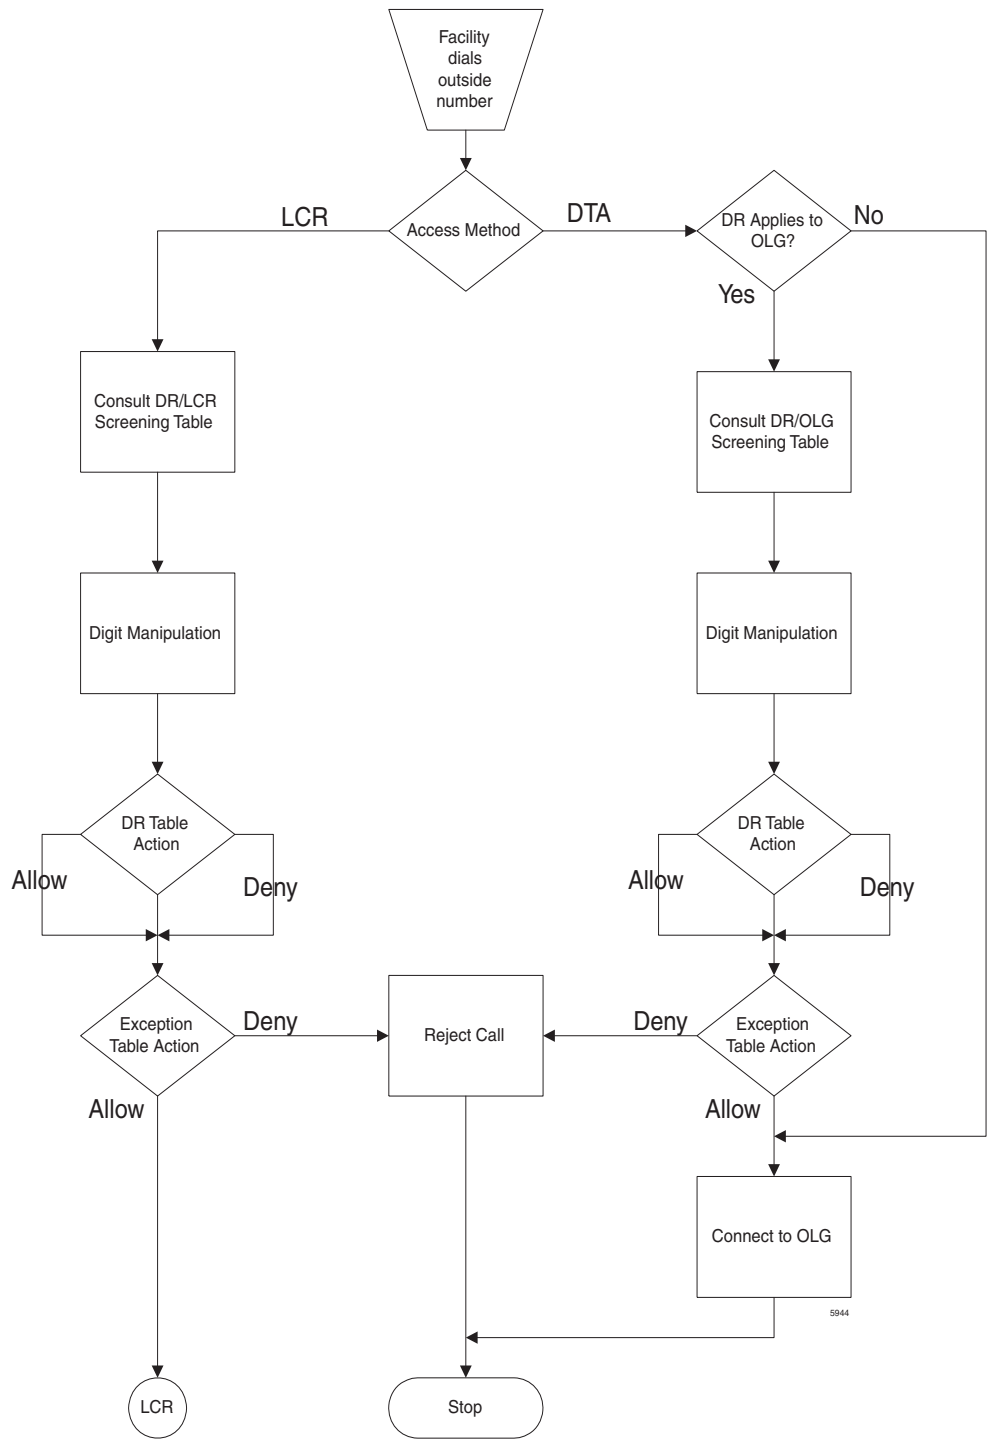 Facility
dials
outside
number
LCR
Access Method
DTA
DR Applies to
OLG?
No
Yes
Consult DR/LCR
Screening Table
Consult DR/OLG
Screening Table
Digit Manipulation
Digit Manipulation
DR Table
Action
Allow
Deny
DR Table
Action
Allow
Deny
Exception
Table Action
Deny
Reject Call
Deny
Exception
Table Action
Allow
Allow
Connect to OLG
5944
LCR
Stop